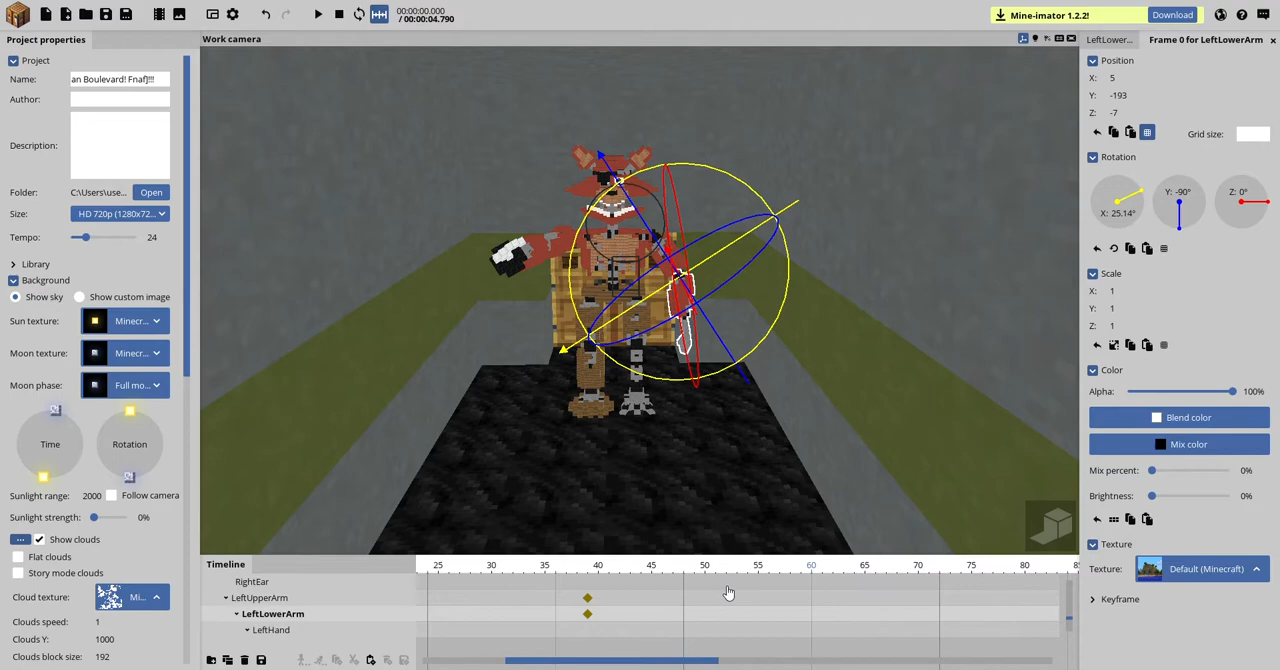 00:00:00.000
/ 00:00:04.790
Mine-imator 1.2.2!
Download
Project properties
Work camera
LeftLower...
Frame 0 for LeftLowerArm
Project
Name:
an Boulevard! Fnaf]!!!
Author:
Description:
Folder:
C:\Users\use...
Open
Size:
HD 720p (1280x72...
Tempo:
24
Library
Background
Show sky
Show custom image
Sun texture:
Minecr...
Moon texture:
Minecr...
Moon phase:
Full mo...
Time
Rotation
Sunlight range:
2000
Follow camera
Sunlight strength:
0%
...
Show clouds
Flat clouds
Story mode clouds
Cloud texture:
Mi...
Clouds speed:
1
Clouds Y:
1000
Clouds block size:
192
Position
X:
5
Y:
-193
Z:
-7
Grid size:
Rotation
X: 25.14°
Y: -90°
Z: 0°
Scale
X:
1
Y:
1
Z:
1
Color
Alpha:
100%
Blend color
Mix color
Mix percent:
0%
Brightness:
0%
Texture
Texture:
Default (Minecraft)
Keyframe
Timeline
25 30 35 40 45 50 55 60 65 70 75 80 85
RightEar
LeftUpperArm
LeftLowerArm
LeftHand